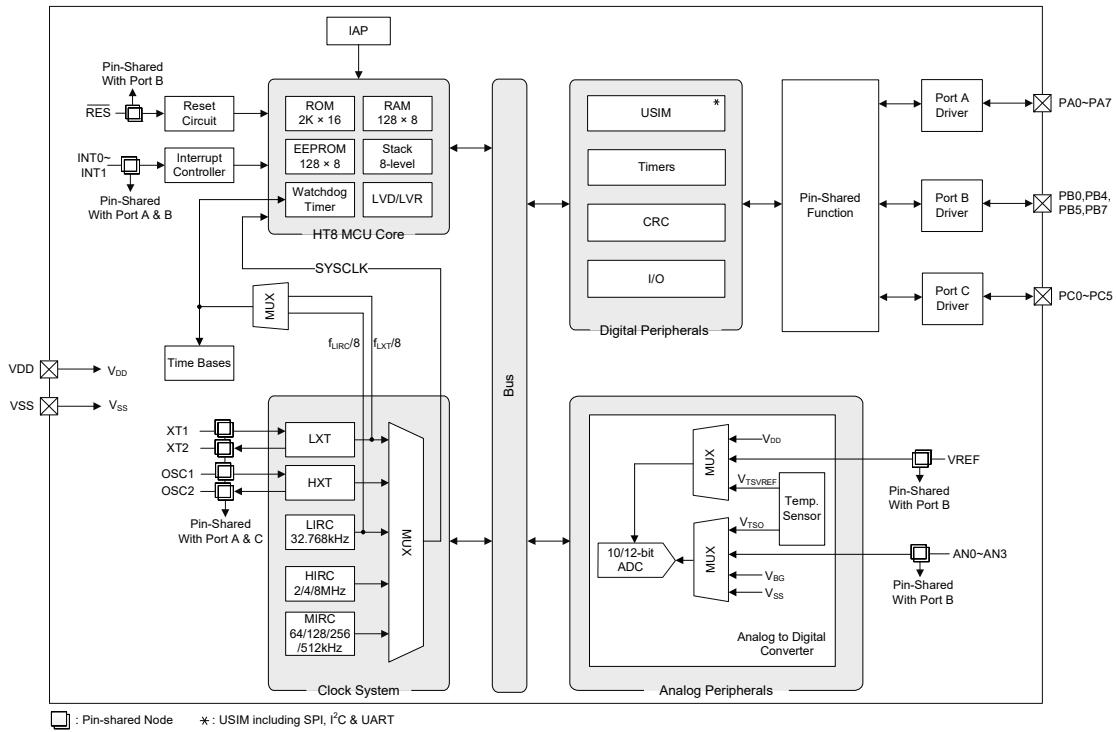 IAP
Pin-Shared
With Port B
RES
Reset
Circuit
INT0~
INT1
Interrupt
Controller
Pin-Shared
With Port A & B
ROM
2K × 16
RAM
128 × 8
EEPROM
128 × 8
Stack
8-level
Watchdog
Timer
LVD/LVR
HT8 MCU Core
SYSCLK
MUX
Time Bases
fLIRC/8
fLXT/8
VDD
VDD
VSS
VSS
Bus
USIM
*
Timers
CRC
I/O
Digital Peripherals
Pin-Shared
Function
Port A
Driver
PA0~PA7
Port B
Driver
PB0,PB4,
PB5,PB7
Port C
Driver
PC0~PC5
XT1
XT2
OSC1
OSC2
Pin-Shared
With Port A & C
LXT
HXT
LIRC
32.768kHz
HIRC
2/4/8MHz
MIRC
64/128/256
/512kHz
MUX
Clock System
MUX
VDD
VREF
Pin-Shared
With Port B
VTSVREF
Temp.
Sensor
VTSO
10/12-bit
ADC
MUX
AN0~AN3
Pin-Shared
With Port B
VBG
VSS
Analog to Digital
Converter
Analog Peripherals
: Pin-shared Node
* : USIM including SPI, I²C & UART